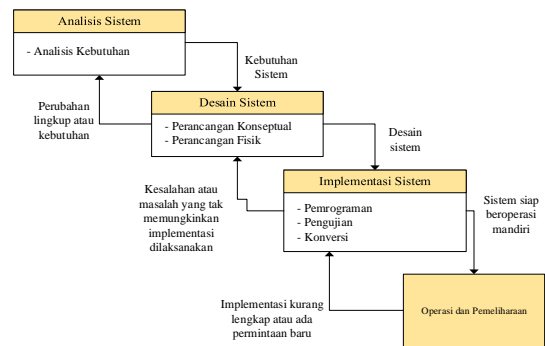 Analisis Sistem
- Analisis Kebutuhan
Kebutuhan
Sistem
Perubahan
lingkup atau
kebutuhan
Desain Sistem
- Perancangan Konseptual
- Perancangan Fisik
Desain
sistem
Kesalahan atau
masalah yang tak
memungkinkan
implementasi
dilaksanakan
Implementasi Sistem
- Pemrograman
- Pengujian
- Konversi
Sistem siap
beroperasi
mandiri
Implementasi kurang
lengkap atau ada
permintaan baru
Operasi dan Pemeliharaan